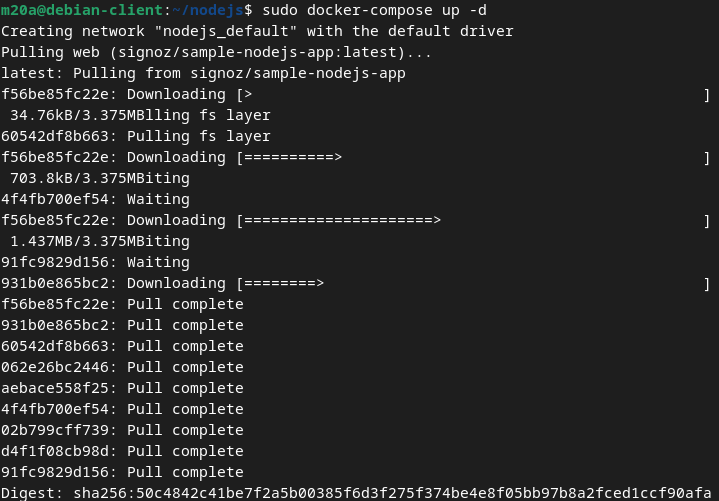 m20a@debian-client:~/nodejs$ sudo docker-compose up -d
Creating network "nodejs_default" with the default driver
Pulling web (signoz/sample-nodejs-app:latest)...
latest: Pulling from signoz/sample-nodejs-app
f56be85fc22e: Downloading [>                                                  ]
 34.76kB/3.375MBlling fs layer
60542df8b663: Pulling fs layer
f56be85fc22e: Downloading [==========>                                        ]
 703.8kB/3.375MBiting
4f4fb700ef54: Waiting
f56be85fc22e: Downloading [=====================>                             ]
 1.437MB/3.375MBiting
91fc9829d156: Waiting
931b0e865bc2: Downloading [========>                                          ]
f56be85fc22e: Pull complete
931b0e865bc2: Pull complete
60542df8b663: Pull complete
062e26bc2446: Pull complete
aebace558f25: Pull complete
4f4fb700ef54: Pull complete
02b799cff739: Pull complete
d4f1f08cb98d: Pull complete
91fc9829d156: Pull complete
Digest: sha256:50c4842c41be7f2a5b00385f6d3f275f374be4e8f05bb97b8a2fced1ccf90afa